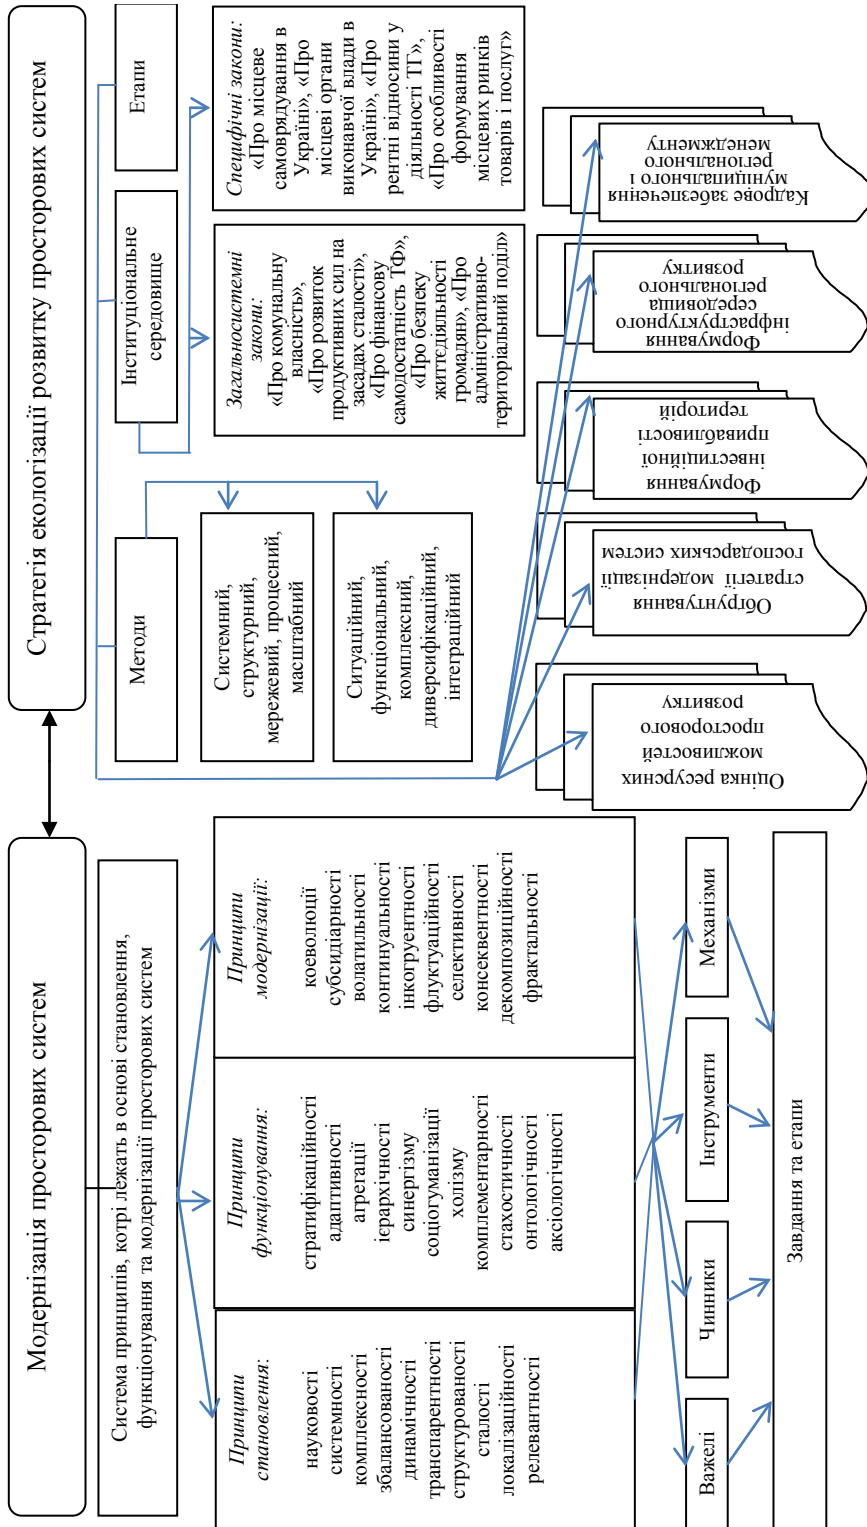 Модернізація просторових систем
Стратегія екологізації розвитку просторових систем
Система принципів, котрі лежать в основі становлення,
функціонування та модернізації просторових систем
Принципи
становлення:
науковості
системності
комплексності
збалансованості
динамічності
транспарентності
структурованості
сталості
локалізаційності
релевантності
Принципи
функціонування:
стратифікаційності
адаптивності
агрегації
ієрархічності
синергізму
соціогуманізації
холізму
комплементарності
стахостичності
онтологічності
аксіологічності
Принципи
модернізації:
коеволюції
субсидіарності
волатильності
континуальності
інкогруентності
флуктуаційності
селективності
консеквентності
декомпозиційності
фрактальності
Важелі
Чинники
Інструменти
Механізми
Завдання та етапи
Методи
Інституціональне
середовище
Етапи
Системний,
структурний,
мережевий, процесний,
масштабний
Ситуаційний,
функціональний,
комплексний,
диверсифікаційний,
інтеграційний
Загальносистемні
закони:
«Про комунальну
власність»,
«Про розвиток
продуктивних сил на
засадах сталості»,
«Про фінансову
самодостатність ТФ»,
«Про безпеку
життєдіяльності
громадян», «Про
адміністративно-
територіальний поділ»
Специфічні закони:
«Про місцеве
самоврядування в
Україні», «Про
місцеві органи
виконавчої влади в
Україні», «Про
рентні відносини у
діяльності ТГ»,
«Про особливості
формування
місцевих ринків
товарів і послуг»
Оцінка ресурсних
можливостей
просторового
розвитку
Обґрунтування
стратегії модернізації
господарських систем
Формування
інвестиційної
привабливості
територій
Формування
інфраструктурного
середовища
регіонального
розвитку
Кадрове забезпечення
муніципального і
регіонального
менеджменту